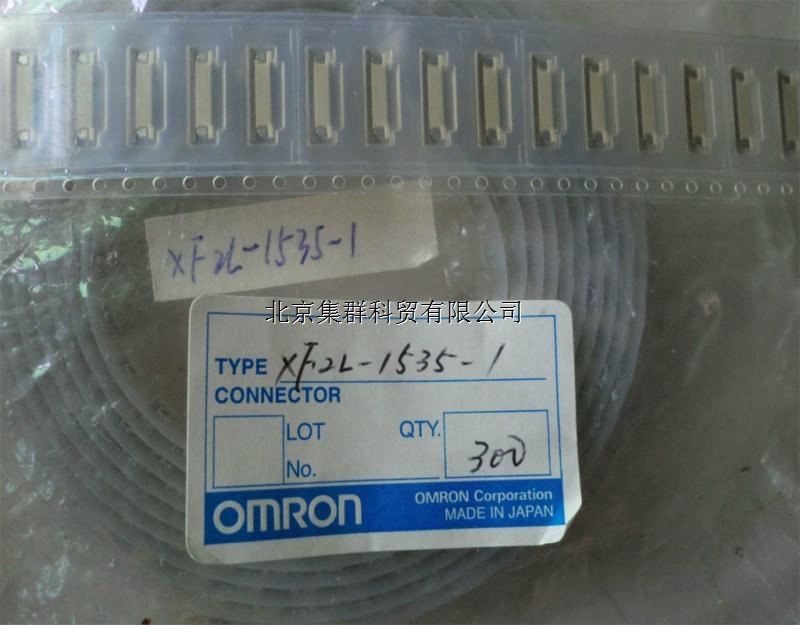 XF2L-1535-1
北京集群科贸有限公司
TYPE XF2L-1535-1
CONNECTOR
LOT No.
QTY. 300
OMRON
OMRON Corporation
MADE IN JAPAN